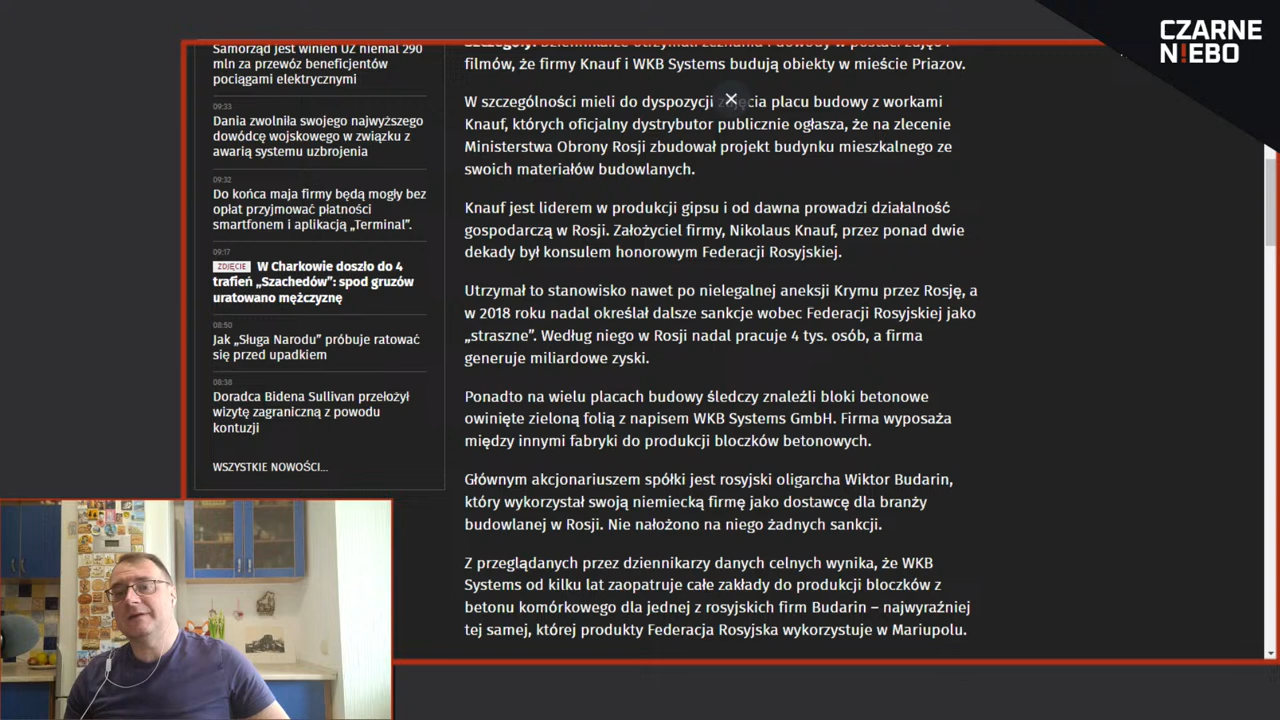 CZARNE
N!EBO
Samorząd jest winien UZ niemal 290
mln za przewóz beneficjentów
pociągami elektrycznymi
09:33
Dania zwolniła swojego najwyższego
dowódcę wojskowego w związku z
awarią systemu uzbrojenia
09:32
Do końca maja firmy będą mogły bez
opłat przyjmować płatności
smartfonem i aplikacją „Terminal”.
09:17
ZDJĘCIE W Charkowie doszło do 4
trafień „Szachedów”: spod gruzów
uratowano mężczyznę
08:50
Jak „Sługa Narodu” próbuje ratować
się przed upadkiem
08:38
Doradca Bidena Sullivan przełożył
wizytę zagraniczną z powodu
kontuzji
WSZYSTKIE NOWOŚCI...
Szczegóły: Dziennikarze otrzymali zeznania i dowody w postaci zdjęć i
filmów, że firmy Knauf i WKB Systems budują obiekty w mieście Priazov.
W szczególności mieli do dyspozycji zdjęcia placu budowy z workami
Knauf, których oficjalny dystrybutor publicznie ogłasza, że na zlecenie
Ministerstwa Obrony Rosji zbudował projekt budynku mieszkalnego ze
swoich materiałów budowlanych.
Knauf jest liderem w produkcji gipsu i od dawna prowadzi działalność
gospodarczą w Rosji. Założyciel firmy, Nikolaus Knauf, przez ponad dwie
dekady był konsulem honorowym Federacji Rosyjskiej.
Utrzymał to stanowisko nawet po nielegalnej aneksji Krymu przez Rosję, a
w 2018 roku nadal określał dalsze sankcje wobec Federacji Rosyjskiej jako
„straszne”. Według niego w Rosji nadal pracuje 4 tys. osób, a firma
generuje miliardowe zyski.
Ponadto na wielu placach budowy śledczy znaleźli bloki betonowe
owinięte zieloną folią z napisem WKB Systems GmbH. Firma wyposaża
między innymi fabryki do produkcji bloczków betonowych.
Głównym akcjonariuszem spółki jest rosyjski oligarcha Wiktor Budarin,
który wykorzystał swoją niemiecką firmę jako dostawcę dla branży
budowlanej w Rosji. Nie nałożono na niego żadnych sankcji.
Z przeglądanych przez dziennikarzy danych celnych wynika, że WKB
Systems od kilku lat zaopatruje całe zakłady do produkcji bloczków z
betonu komórkowego dla jednej z rosyjskich firm Budarin – najwyraźniej
tej samej, której produkty Federacja Rosyjska wykorzystuje w Mariupolu.